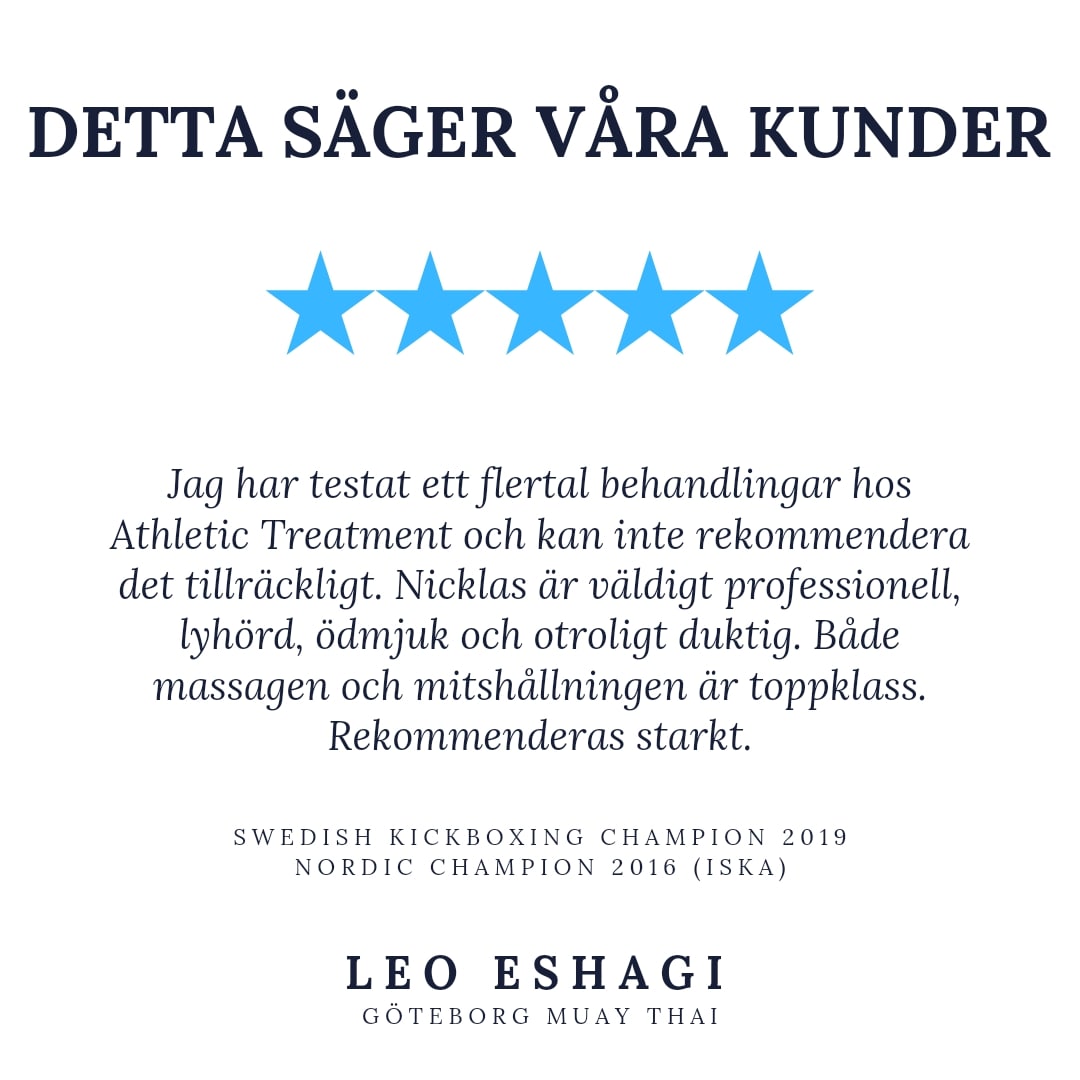 DETTA SÄGER VÅRA KUNDER
Jag har testat ett flertal behandlingar hos
Athletic Treatment och kan inte rekommendera
det tillräckligt. Nicklas är väldigt professionell,
lyhörd, ödmjuk och otroligt duktig. Både
massagen och mitshållningen är toppklass.
Rekommenderas starkt.
SWEDISH KICKBOXING CHAMPION 2019
NORDIC CHAMPION 2016 (ISKA)
LEO ESHAGI
GÖTEBORG MUAY THAI